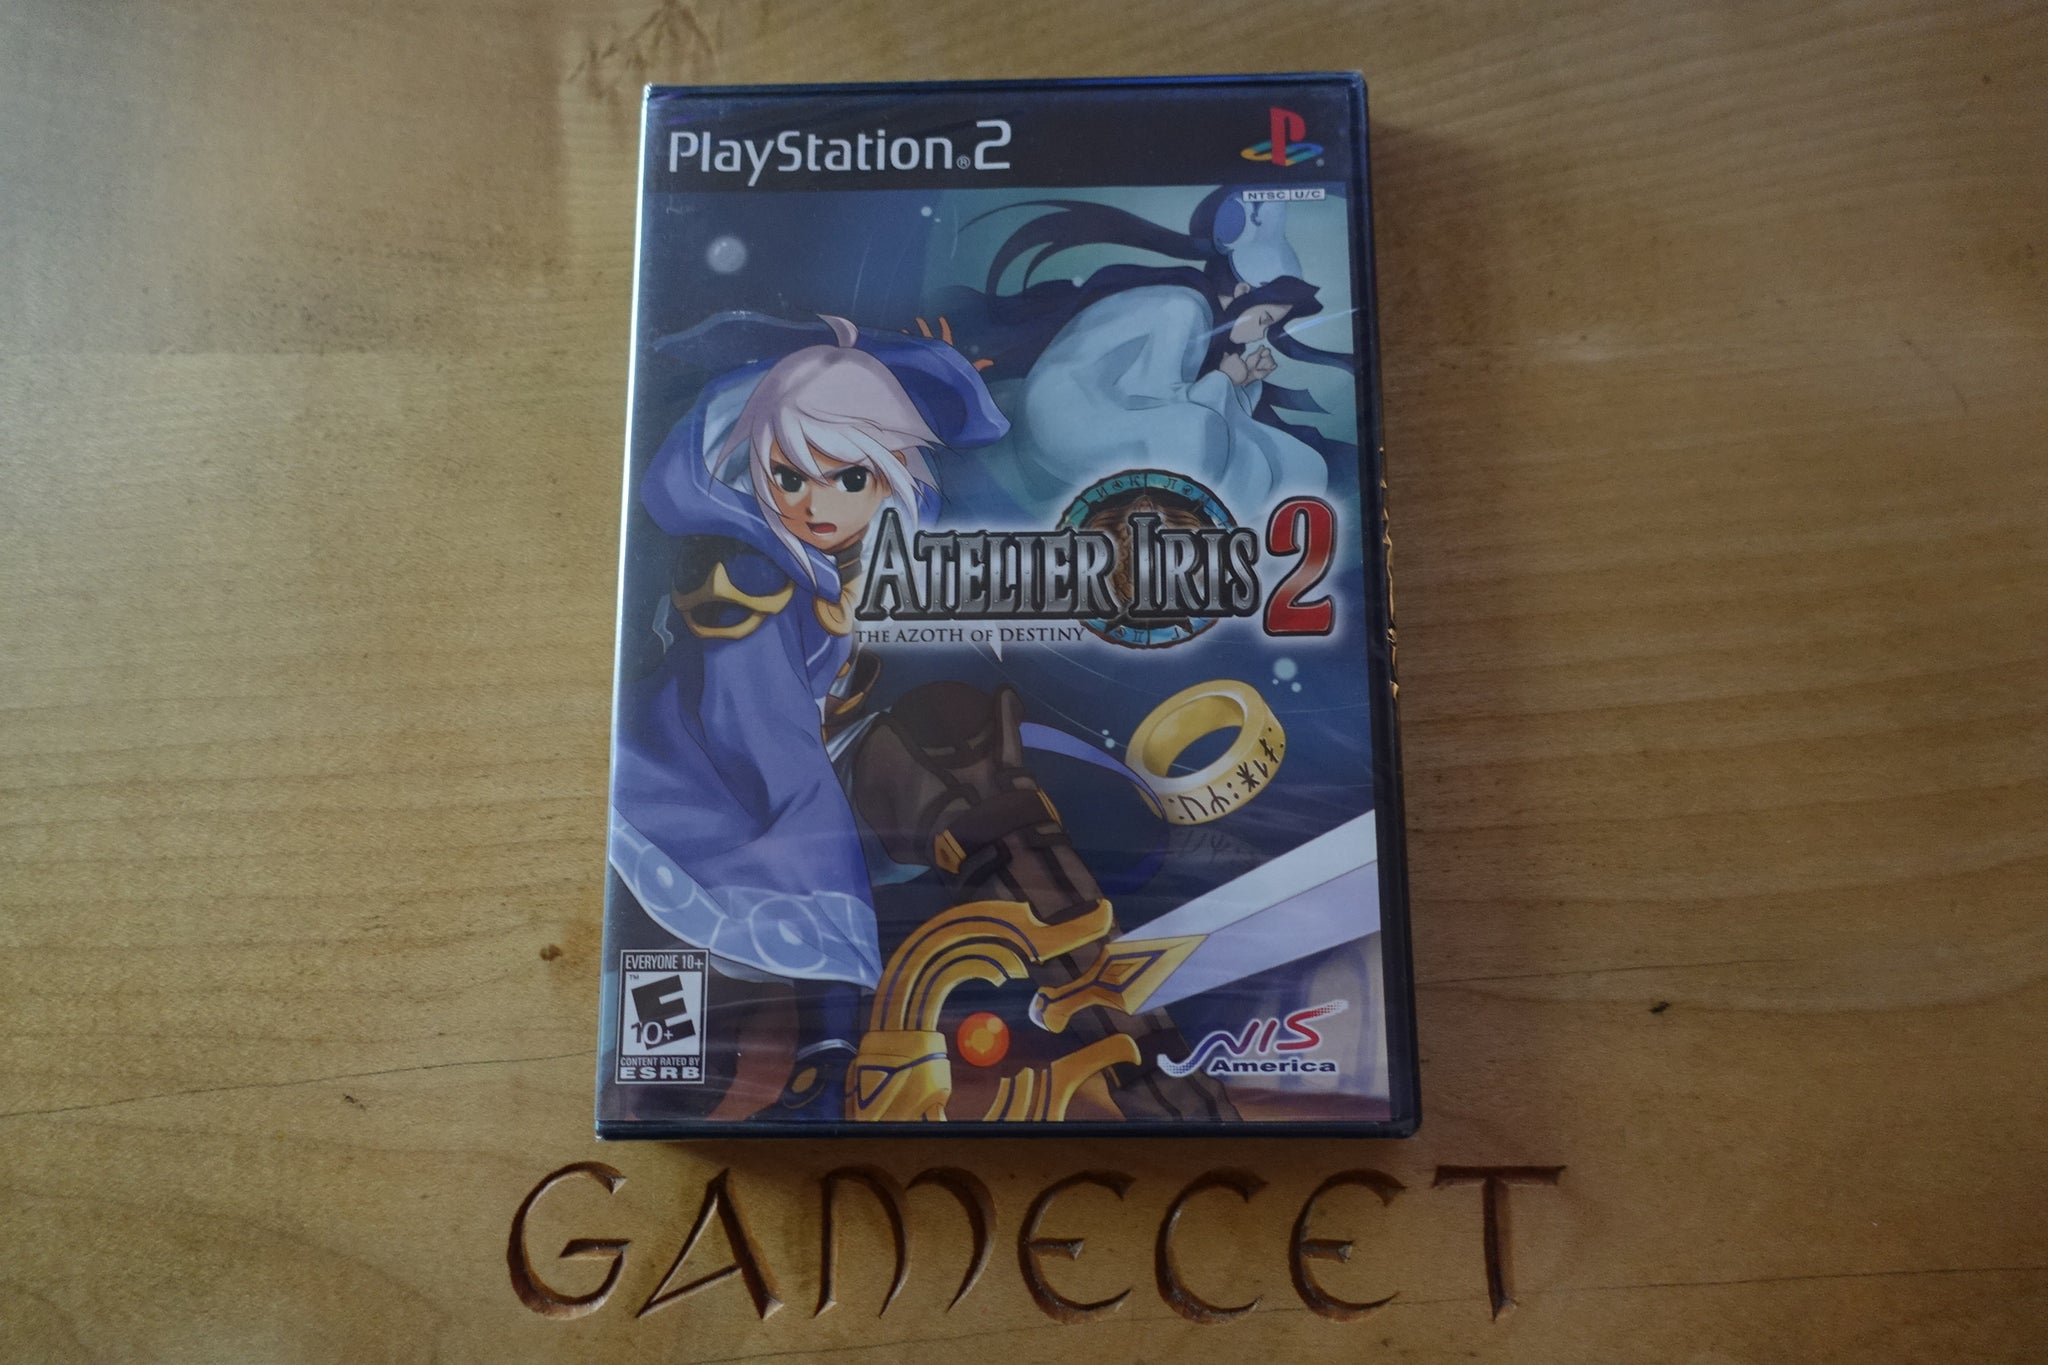 PlayStation®2
NTSC U/C
ATELIER IRIS 2
THE AZOTH OF DESTINY
EVERYONE 10+
™
E
10+
CONTENT RATED BY
ESRB
NIS
America
GAMECET